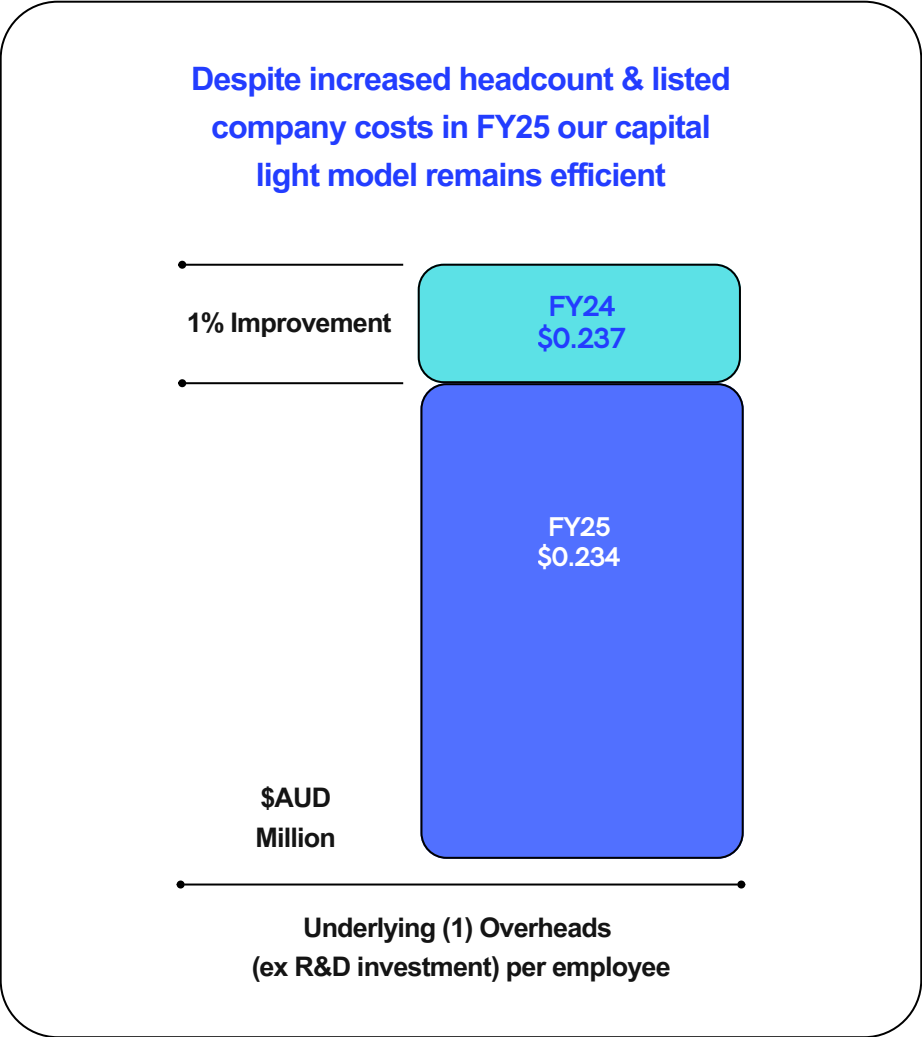 Despite increased headcount & listed
company costs in FY25 our capital
light model remains efficient
1% Improvement
FY24
$0.237
FY25
$0.234
$AUD
Million
Underlying (1) Overheads
(ex R&D investment) per employee